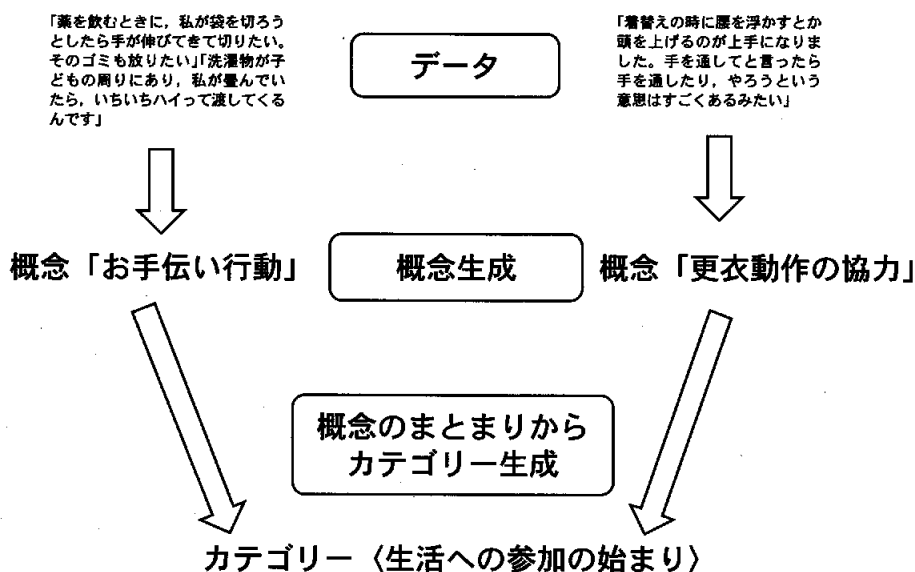 「薬を飲むときに，私が袋を切ろう
としたら手が伸びてきて切りたい。
そのゴミも放りたい」「洗濯物が子
どもの周りにあり，私が畳んでい
たら，いちいちハイって渡してくる
んです」
データ
「着替えの時に腰を浮かすとか
頭を上げるのが上手になりま
した。手を通してと言ったら
手を通したり，やろうという
意思はすごくあるみたい」
概念「お手伝い行動」
概念生成
概念「更衣動作の協力」
概念のまとまりから
カテゴリー生成
カテゴリー〈生活への参加の始まり〉